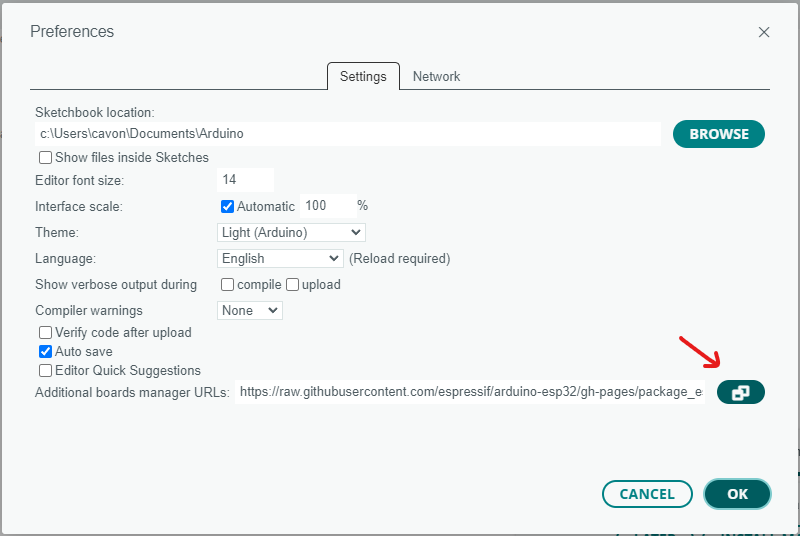 Preferences
Settings Network
Sketchbook location:
c:\Users\cavon\Documents\Arduino
BROWSE
Show files inside Sketches
Editor font size: 14
Interface scale: Automatic 100 %
Theme: Light (Arduino)
Language: English (Reload required)
Show verbose output during compile upload
Compiler warnings None
Verify code after upload
Auto save
Editor Quick Suggestions
Additional boards manager URLs: https://raw.githubusercontent.com/espressif/arduino-esp32/gh-pages/package_es
CANCEL OK